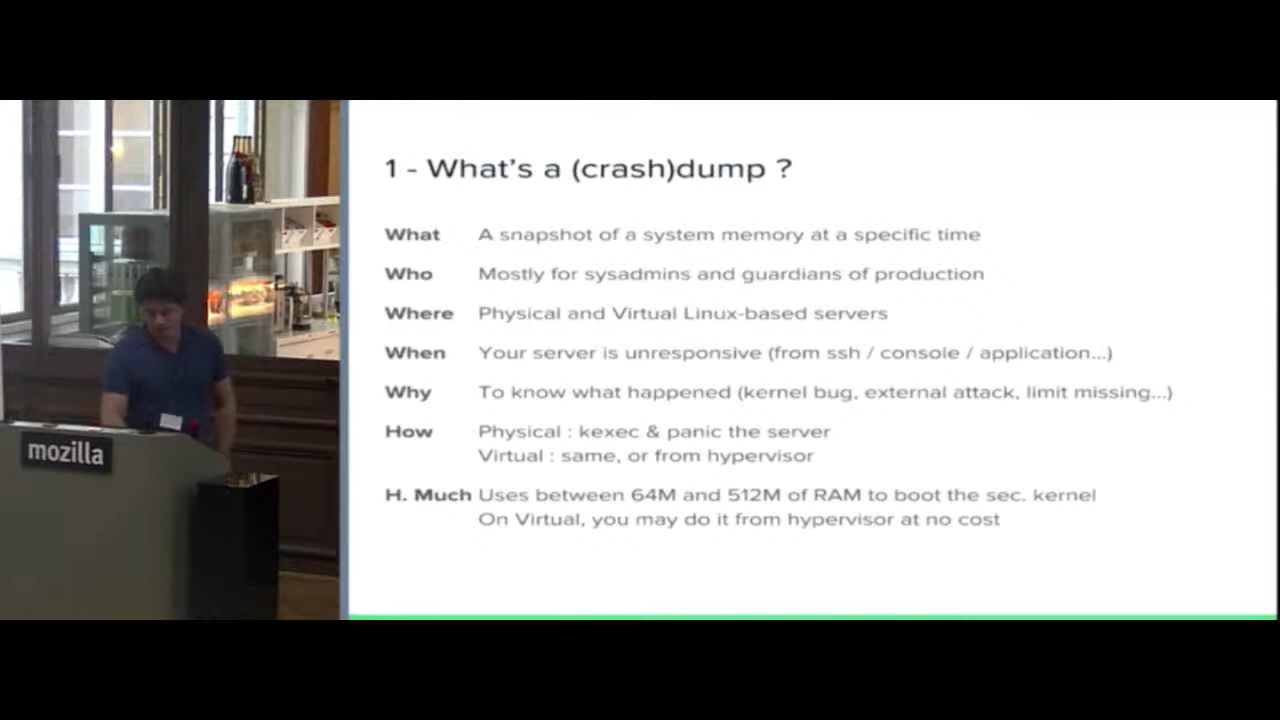 1 - What's a (crash)dump ?
What A snapshot of a system memory at a specific time
Who Mostly for sysadmins and guardians of production
Where Physical and Virtual Linux-based servers
When Your server is unresponsive (from ssh / console / application...)
Why To know what happened (kernel bug, external attack, limit missing...)
How Physical : kexec & panic the server
Virtual : same, or from hypervisor
H. Much Uses between 64M and 512M of RAM to boot the sec. kernel
On Virtual, you may do it from hypervisor at no cost
mozilla